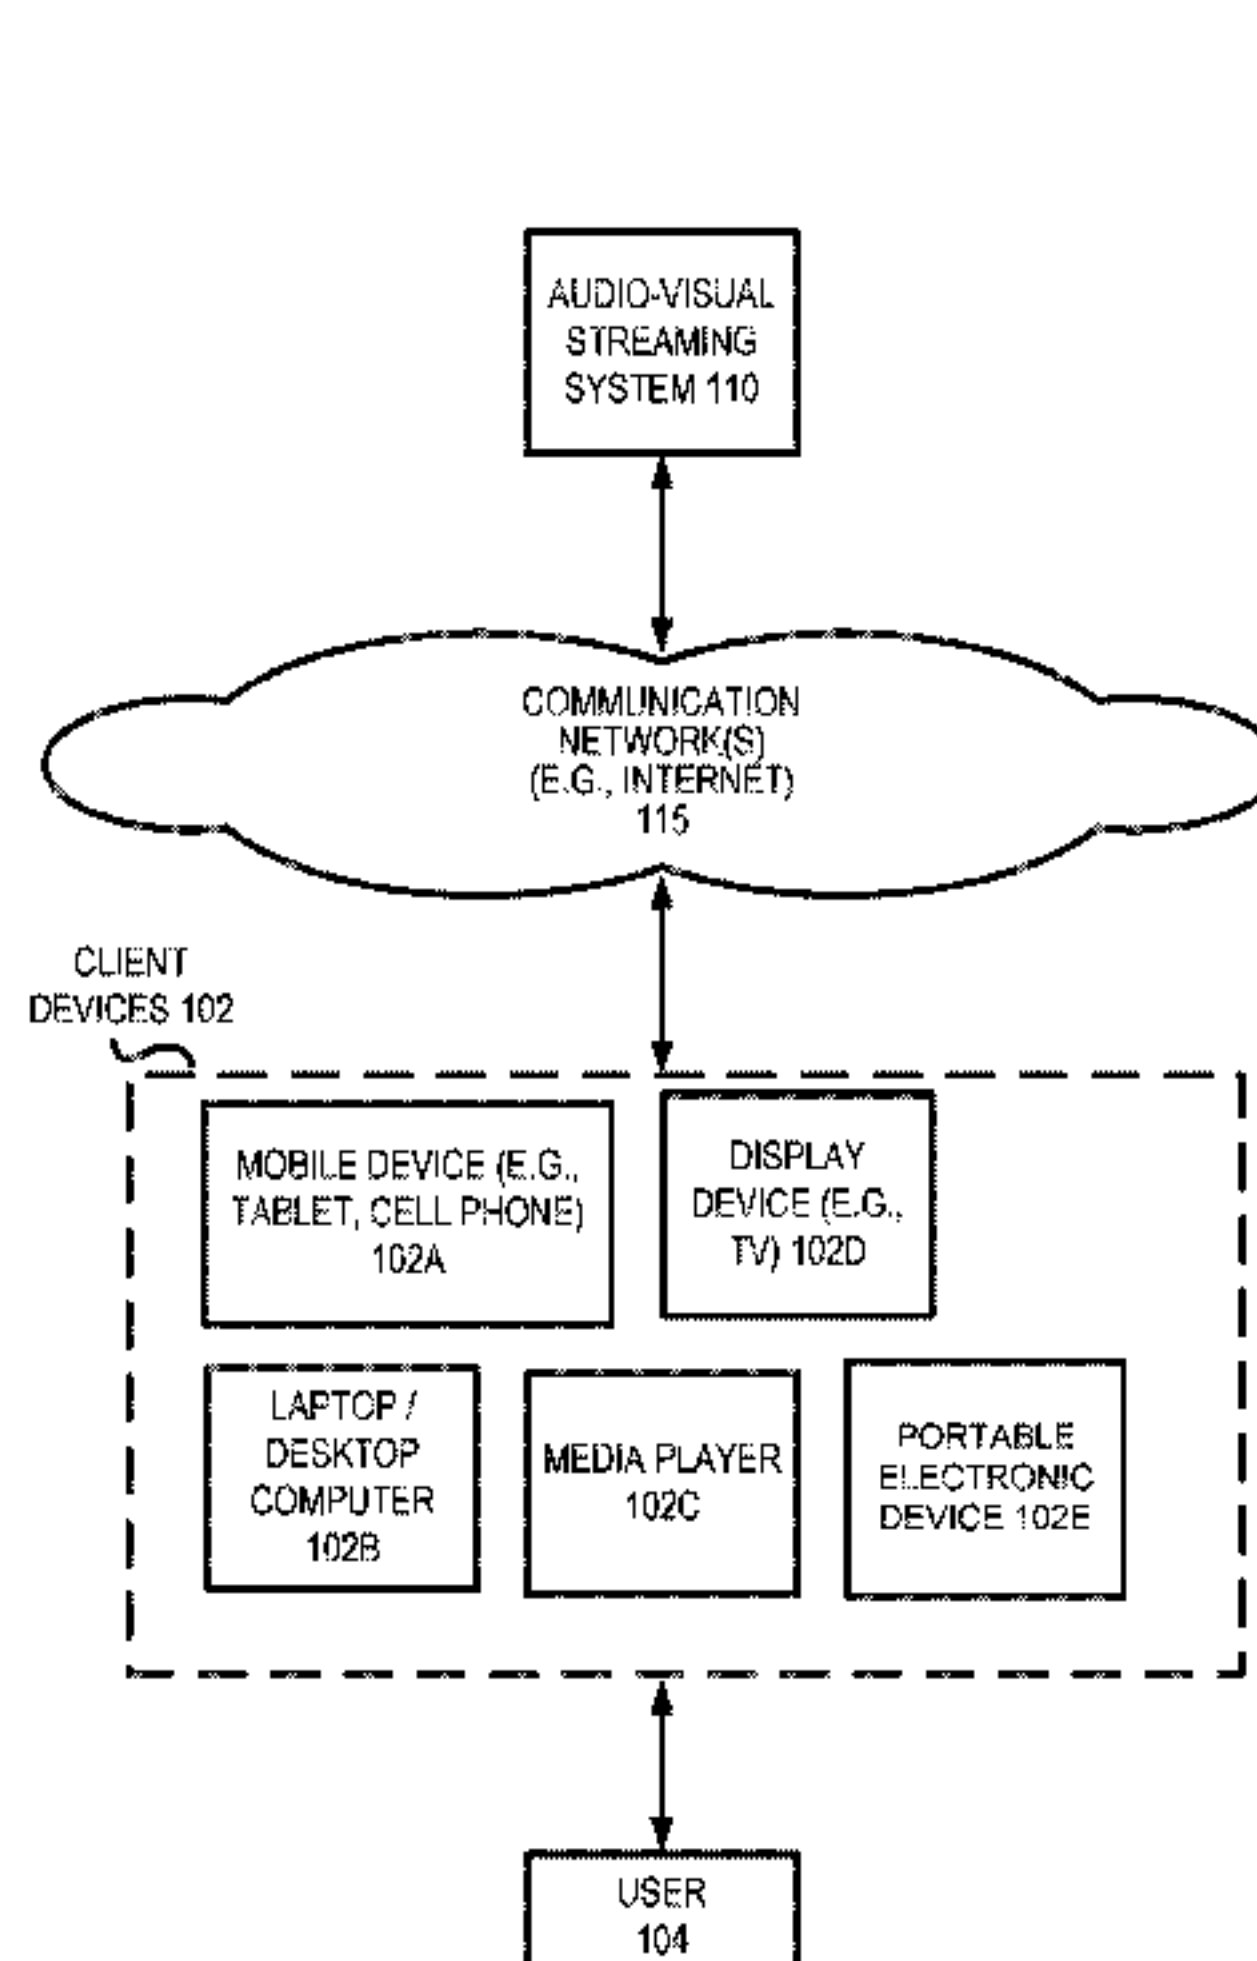 AUDIO-VISUAL
STREAMING
SYSTEM 110
COMMUNICATION
NETWORK(S)
(E.G., INTERNET)
115
CLIENT
DEVICES 102
MOBILE DEVICE (E.G.,
TABLET, CELL PHONE)
102A
DISPLAY
DEVICE (E.G.,
TV) 102D
LAPTOP /
DESKTOP
COMPUTER
102B
MEDIA PLAYER
102C
PORTABLE
ELECTRONIC
DEVICE 102E
USER
104